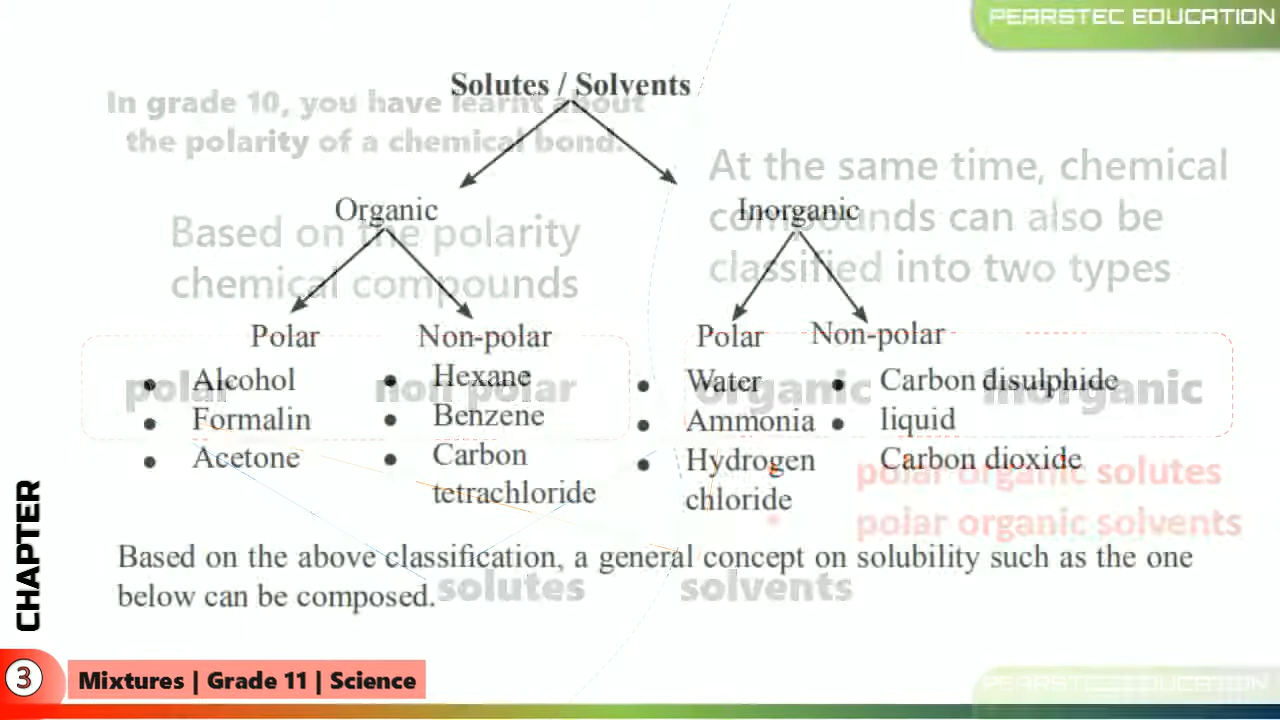 PEARSTEC EDUCATION
Solutes / Solvents
In grade 10, you have learnt about
the polarity of a chemical bond.
At the same time, chemical
compounds can also be
classified into two types
Organic
Inorganic
Based on the polarity
chemical compounds
Polar
Non-polar
Polar
Non-polar
polar
non polar
organic
inorganic
• Alcohol
• Formalin
• Acetone
• Hexane
• Benzene
• Carbon
tetrachloride
• Water
• Ammonia
• Hydrogen
chloride
• Carbon disulphide
• liquid
Carbon dioxide
polar organic solutes
polar organic solvents
Based on the above classification, a general concept on solubility such as the one
below can be composed.
solutes
solvents
CHAPTER
3
Mixtures | Grade 11 | Science
PEARSTEC EDUCATION